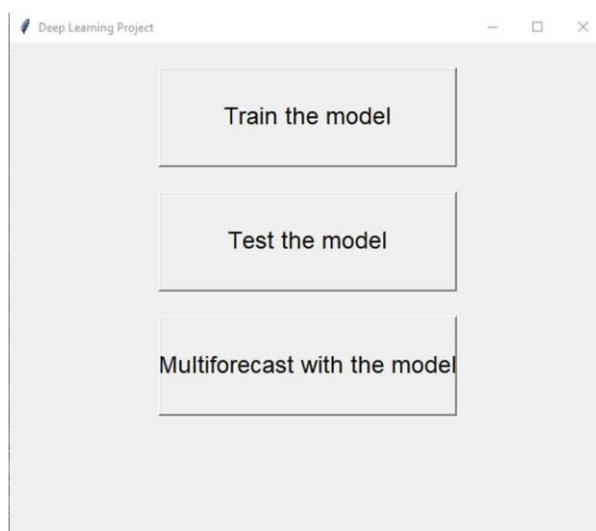 Deep Learning Project
Train the model
Test the model
Multiforecast with the model